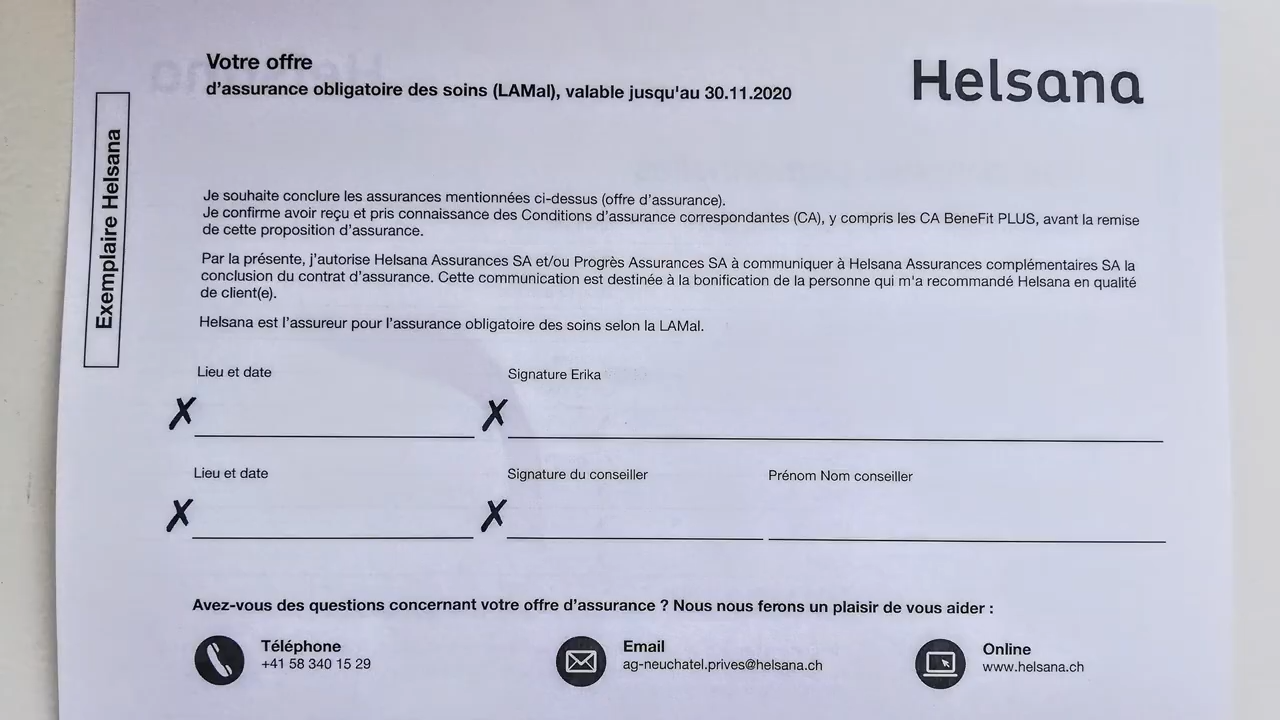 Votre offre
d'assurance obligatoire des soins (LAMal), valable jusqu'au 30.11.2020
Helsana
Exemplaire Helsana
Je souhaite conclure les assurances mentionnées ci-dessus (offre d'assurance).
Je confirme avoir reçu et pris connaissance des Conditions d'assurance correspondantes (CA), y compris les CA BeneFit PLUS, avant la remise
de cette proposition d'assurance.
Par la présente, j'autorise Helsana Assurances SA et/ou Progrès Assurances SA à communiquer à Helsana Assurances complémentaires SA la
conclusion du contrat d'assurance. Cette communication est destinée à la bonification de la personne qui m'a recommandé Helsana en qualité
de client(e).
Helsana est l'assureur pour l'assurance obligatoire des soins selon la LAMal.
Lieu et date
Signature Erika
X
X
Lieu et date
Signature du conseiller
Prénom Nom conseiller
X
X
Avez-vous des questions concernant votre offre d'assurance ? Nous nous ferons un plaisir de vous aider :
Téléphone
+41 58 340 15 29
Email
ag-neuchatel.prives@helsana.ch
Online
www.helsana.ch